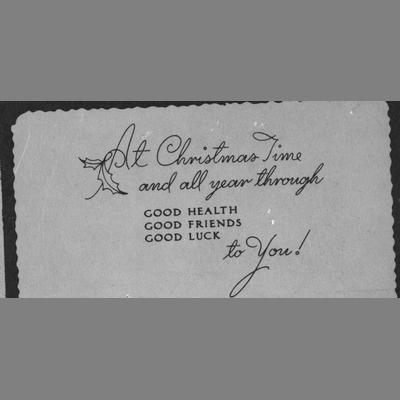 At Christmas Time
and all year through
GOOD HEALTH
GOOD FRIENDS
GOOD LUCK
to You!